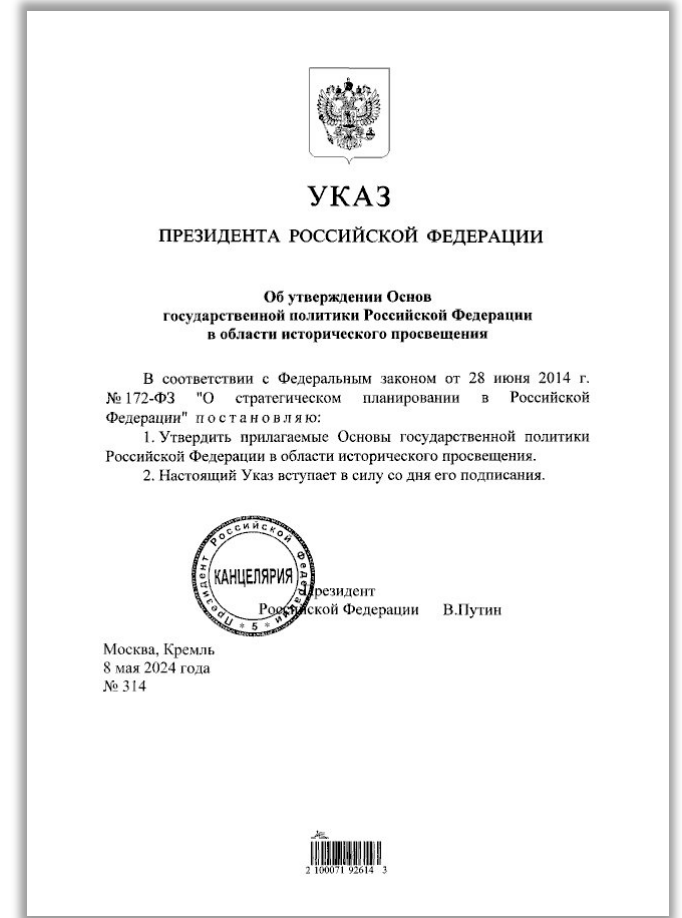 УКАЗ
ПРЕЗИДЕНТА РОССИЙСКОЙ ФЕДЕРАЦИИ
Об утверждении Основ
государственной политики Российской Федерации
в области исторического просвещения
В соответствии с Федеральным законом от 28 июня 2014 г.
№ 172-ФЗ "О стратегическом планировании в Российской
Федерации" п о с т а н о в л я ю:
1. Утвердить прилагаемые Основы государственной политики
Российской Федерации в области исторического просвещения.
2. Настоящий Указ вступает в силу со дня его подписания.
Президент Российской Федерации
КАНЦЕЛЯРИЯ
* 5 *
Президент
Российской Федерации В.Путин
Москва, Кремль
8 мая 2024 года
№ 314
2 100071 92614 3